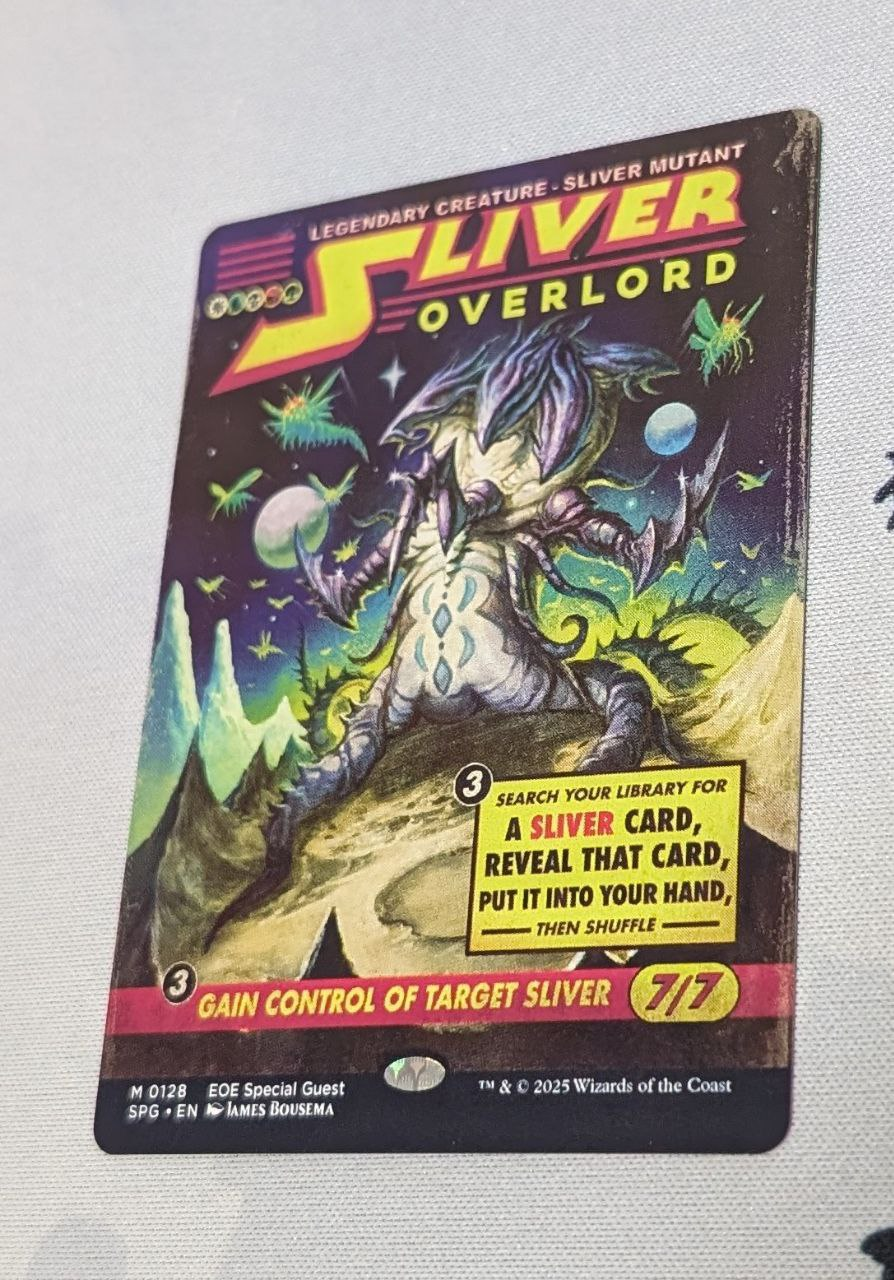 LEGENDARY CREATURE - SLIVER MUTANT
SLIVER
OVERLORD
3
SEARCH YOUR LIBRARY FOR
A SLIVER CARD,
REVEAL THAT CARD,
PUT IT INTO YOUR HAND,
THEN SHUFFLE
3
GAIN CONTROL OF TARGET SLIVER 7/7
M 0128 EOE Special Guest
SPG • EN JAMES BOUSEMA
™ & © 2025 Wizards of the Coast